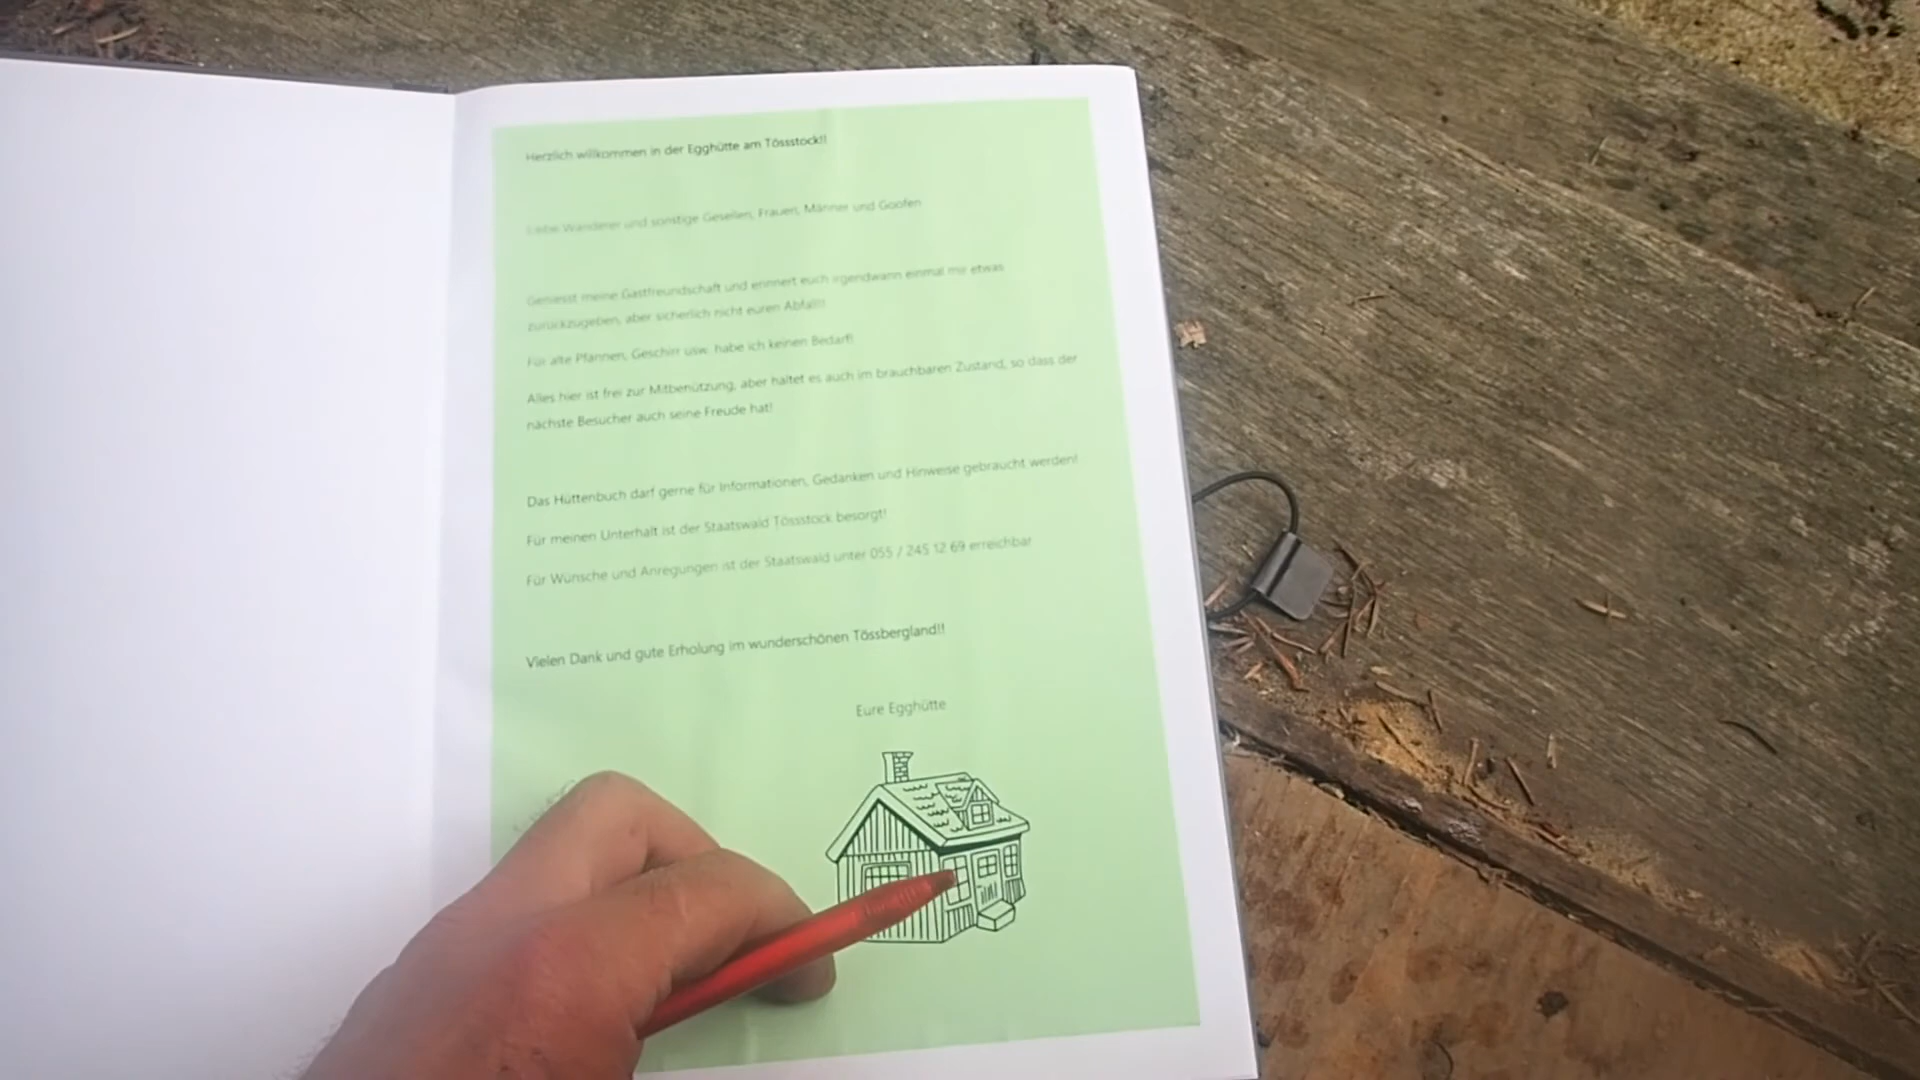 Herzlich willkommen in der Egghütte am Tössstock!!
Liebe Wanderer und sonstige Gesellen, Frauen, Männer und Goofen
Geniesst meine Gastfreundschaft und erinnert euch irgendwann einmal mir etwas
zurückzugeben, aber sicherlich nicht euren Abfall!!
Für alte Pfannen, Geschirr usw. habe ich keinen Bedarf!
Alles hier ist frei zur Mitbenützung, aber haltet es auch im brauchbaren Zustand, so dass der
nächste Besucher auch seine Freude hat!
Das Hüttenbuch darf gerne für Informationen, Gedanken und Hinweise gebraucht werden!
Für meinen Unterhalt ist der Staatswald Tössstock besorgt!
Für Wünsche und Anregungen ist der Staatswald unter 055 / 245 12 69 erreichbar
Vielen Dank und gute Erholung im wunderschönen Tössbergland!!
Eure Egghütte